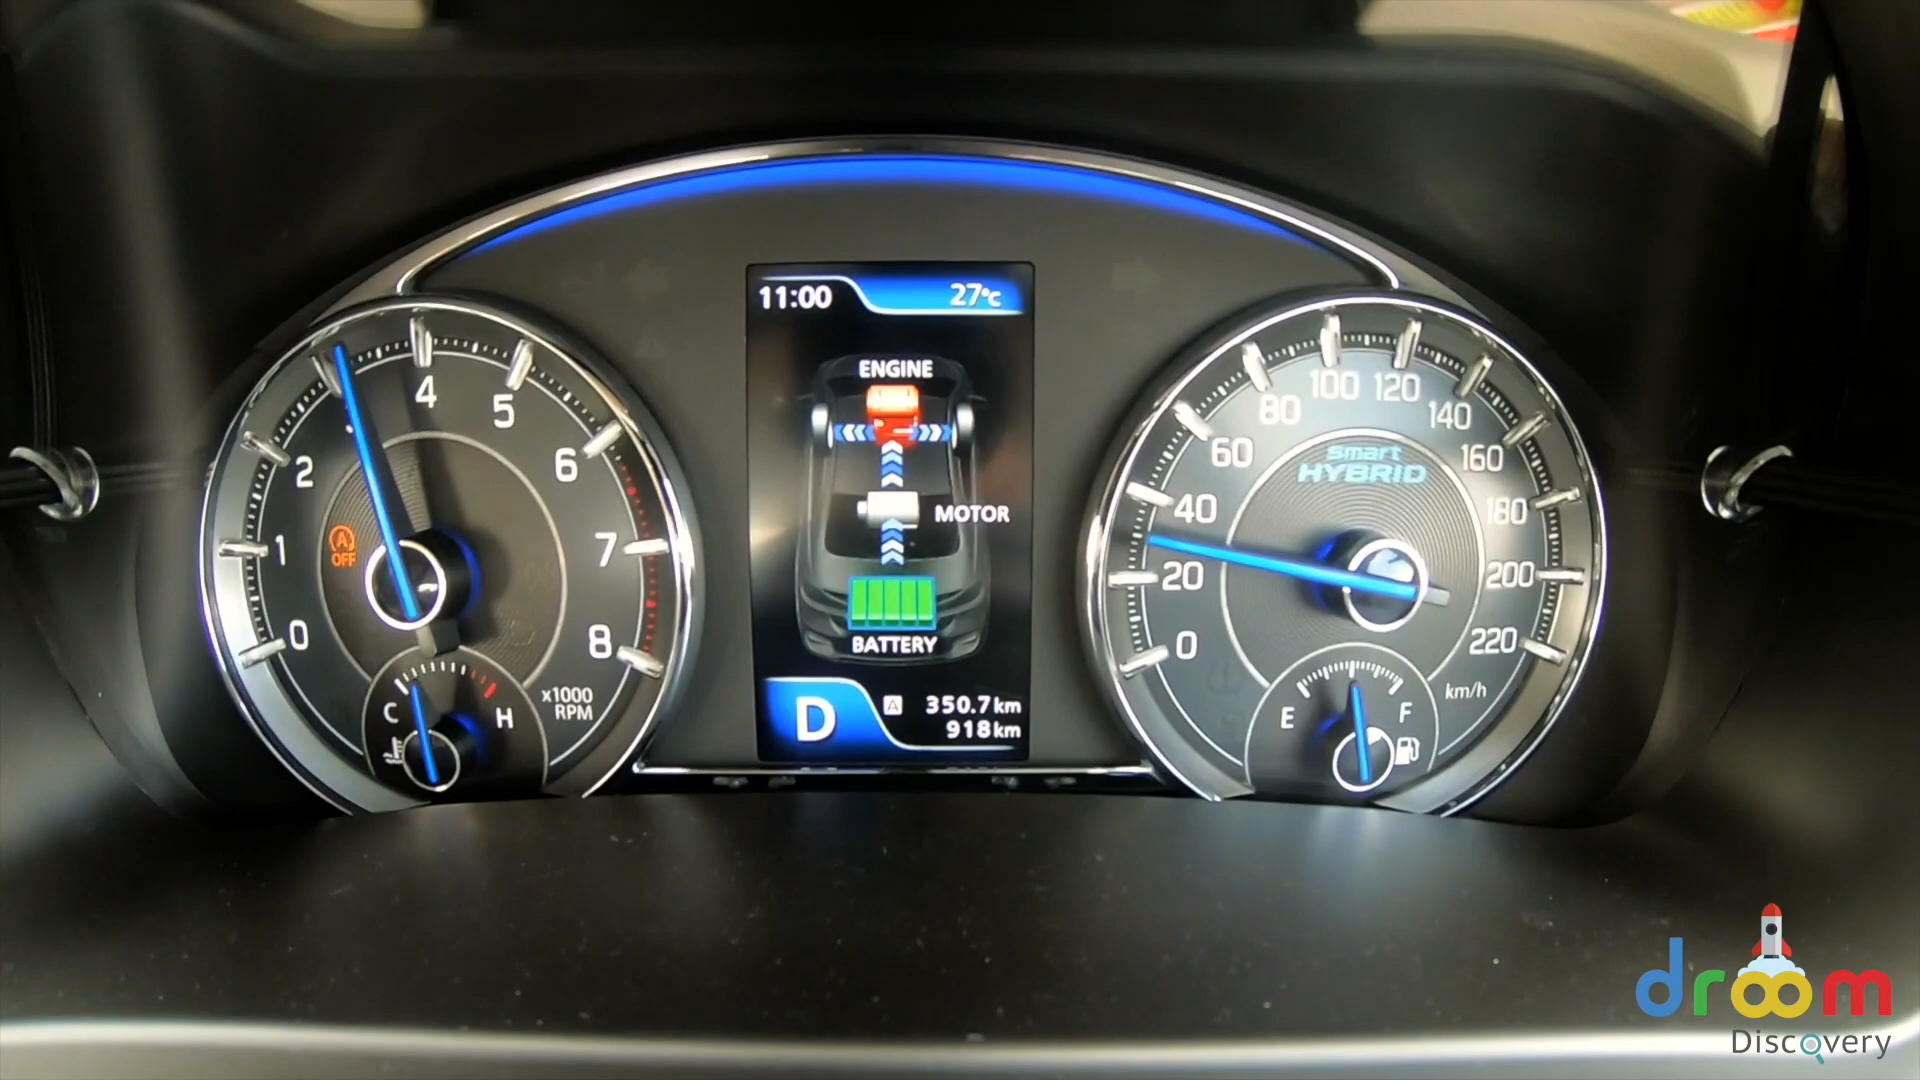 11:00 27°C
ENGINE
MOTOR
BATTERY
D
A 350.7km
918km
0
1
2
4
5
6
7
8
x1000
RPM
A
OFF
C H
0
20
40
60
80
100
120
140
160
180
200
220
km/h
smart
HYBRID
E F
droom
Discovery